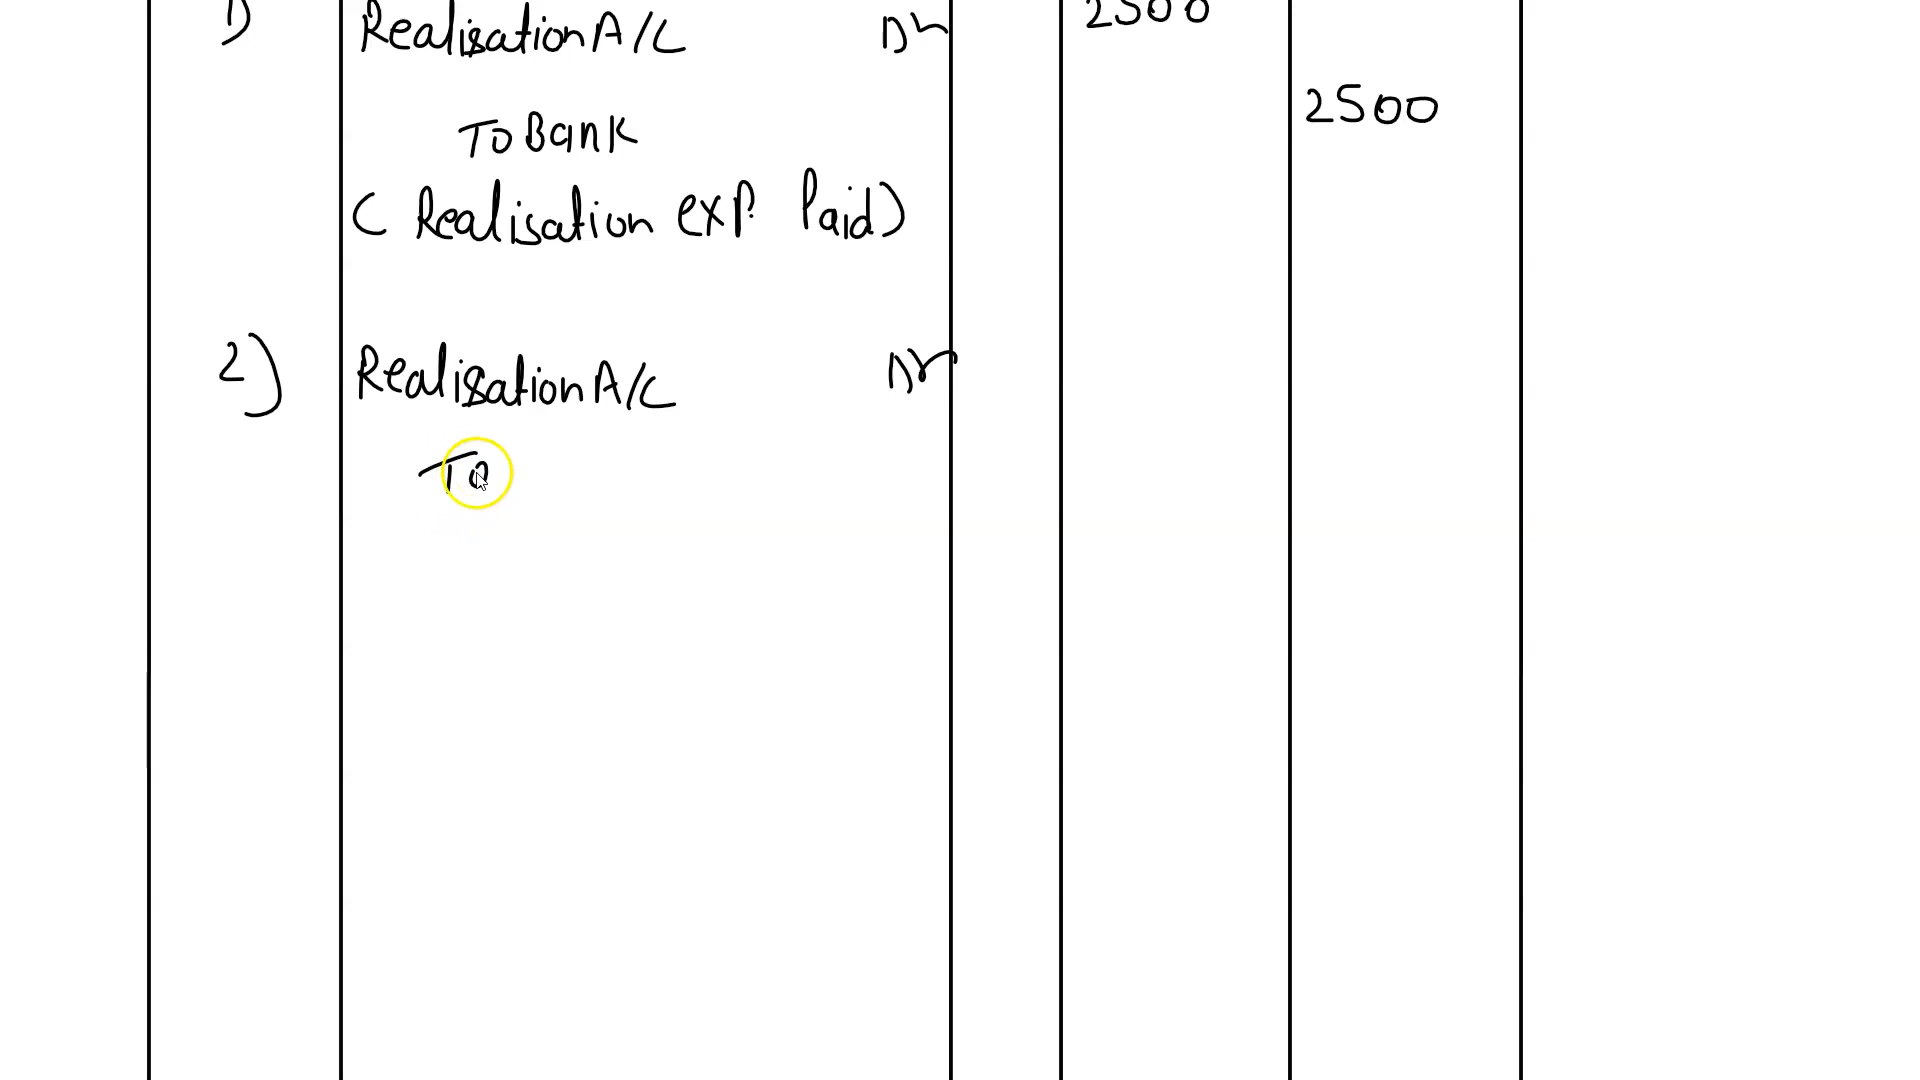 1) Realisation A/C Dr 2500
To Bank 2500
( Realisation exp. Paid)
2) Realisation A/C Dr
To